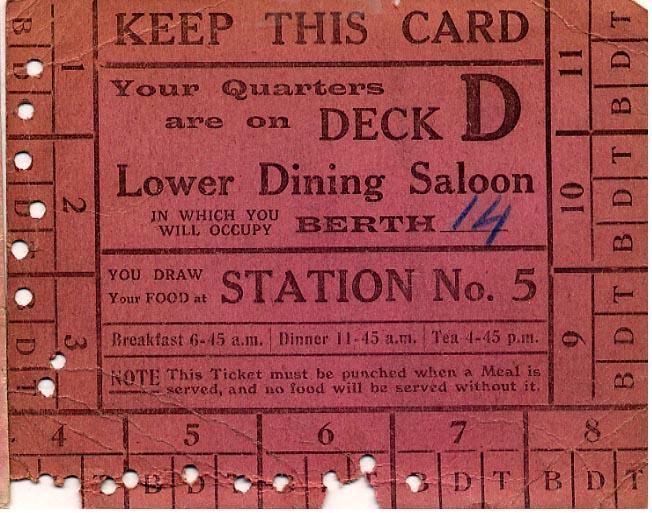 KEEP THIS CARD
Your Quarters
are on DECK D
Lower Dining Saloon
IN WHICH YOU
WILL OCCUPY BERTH 14
YOU DRAW
Your FOOD at STATION No. 5
Breakfast 6-45 a.m. Dinner 11-45 a.m. Tea 4-45 p.m.
NOTE This Ticket must be punched when a Meal is
served, and no food will be served without it.
1
B
2
3
D
T
4
5
B D T
6
B D T
7
D T
8
B D T
9
B D T
10
B D T
11
B D T